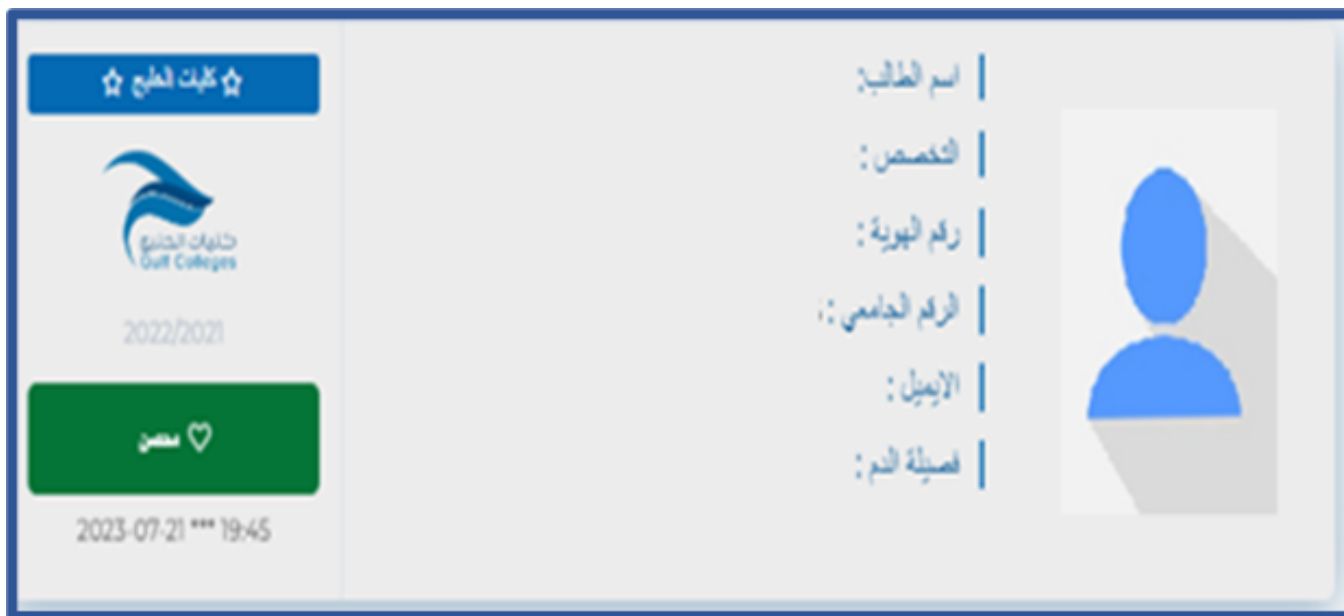 اسم الطالب:
التخصص :
رقم الهوية :
الرقم الجامعي :
الايميل :
فصيلة الدم :
☆ كليات الخليج ☆
كليات الخليج
Gulf Colleges
2022/2021
♡ محصن
2023-07-21 *** 19:45